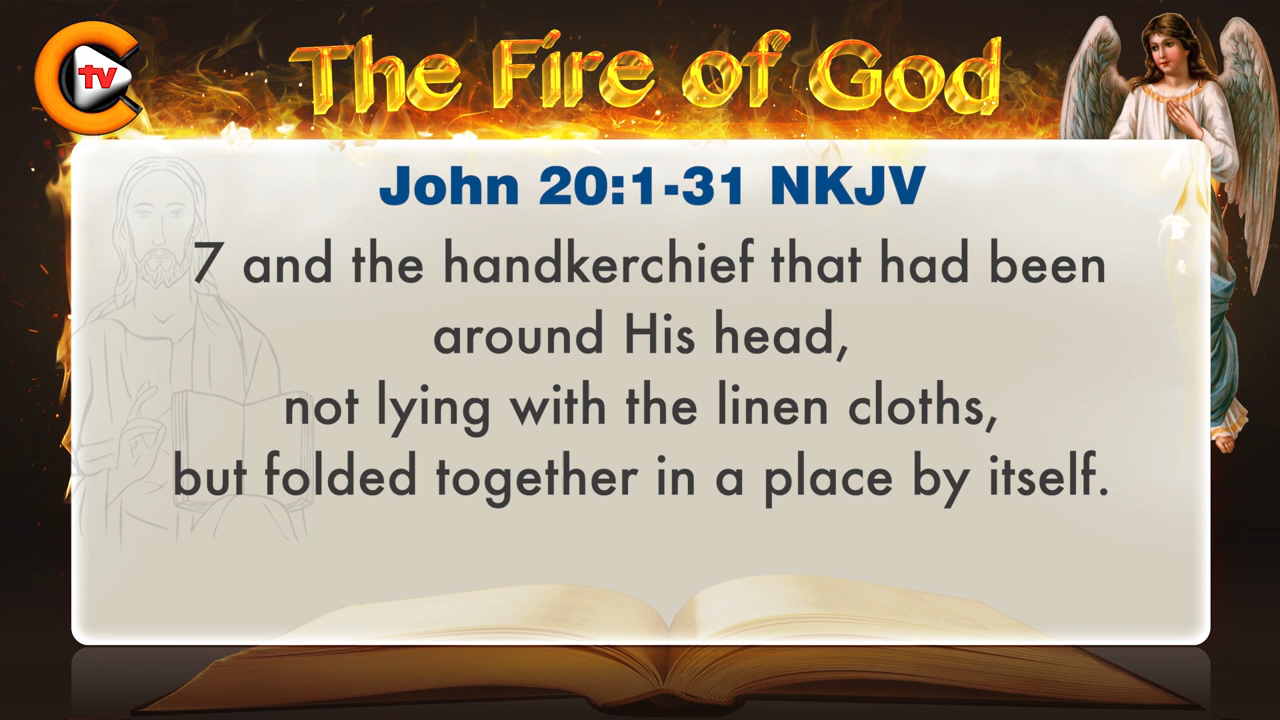 C tv
The Fire of God
John 20:1-31 NKJV
7 and the handkerchief that had been
around His head,
not lying with the linen cloths,
but folded together in a place by itself.